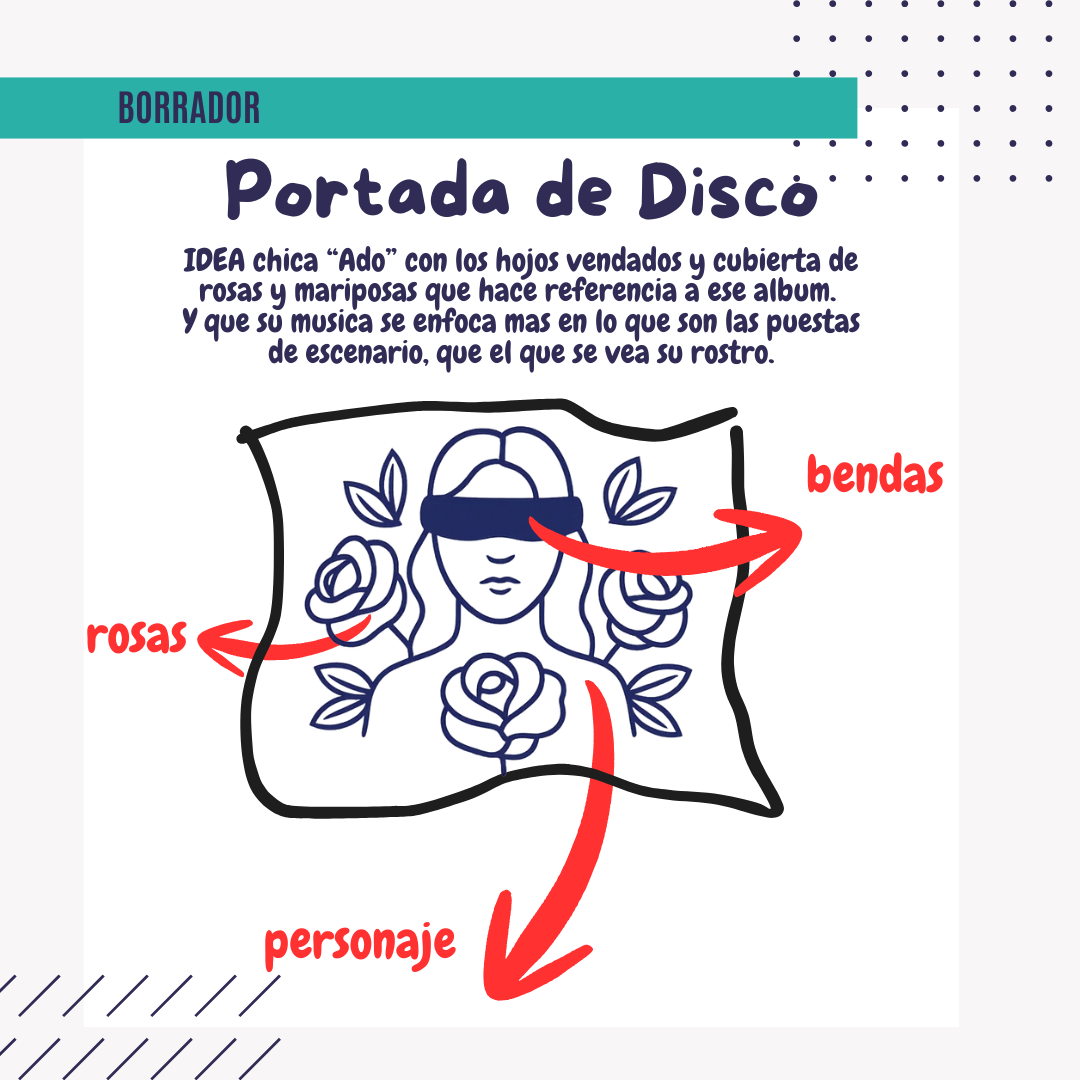 BORRADOR
Portada de Disco
IDEA chica “Ado” con los hojos vendados y cubierta de
rosas y mariposas que hace referencia a ese album.
Y que su musica se enfoca mas en lo que son las puestas
de escenario, que el que se vea su rostro.
bendas
rosas
personaje